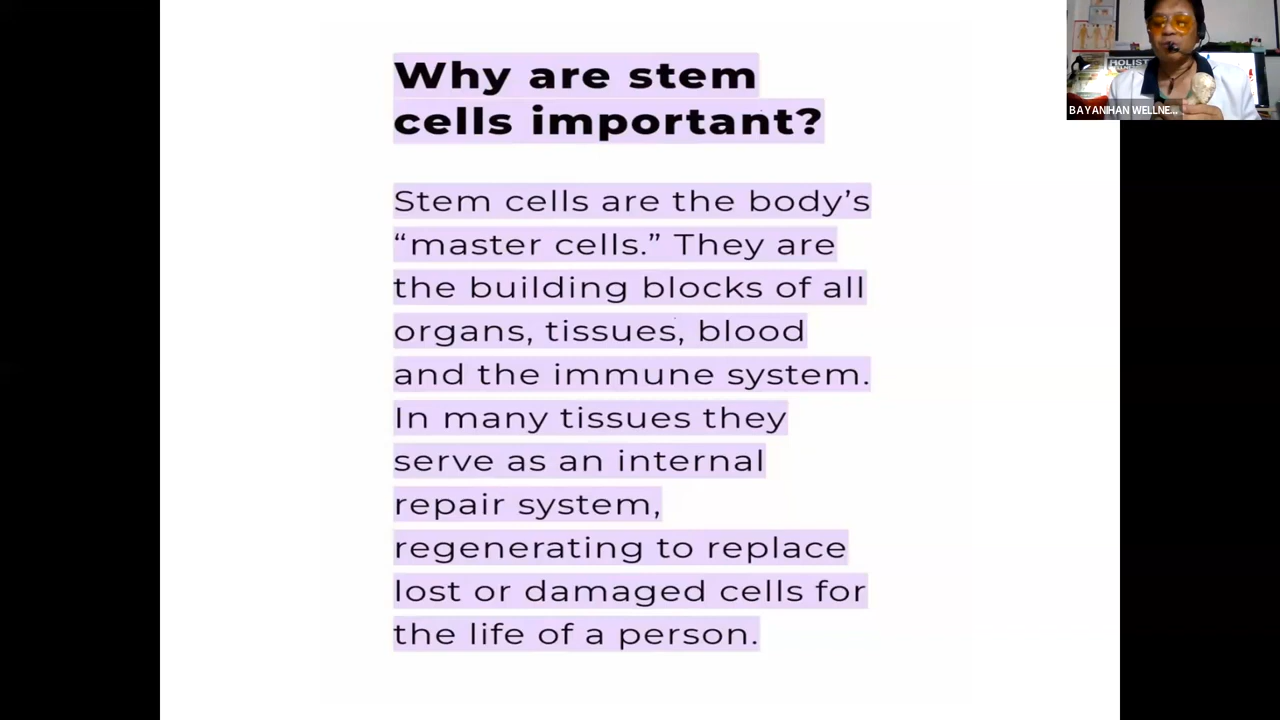 Why are stem
cells important?
Stem cells are the body’s
“master cells.” They are
the building blocks of all
organs, tissues, blood
and the immune system.
In many tissues they
serve as an internal
repair system,
regenerating to replace
lost or damaged cells for
the life of a person.
HOLIST
BAYANIHAN WELLNE...